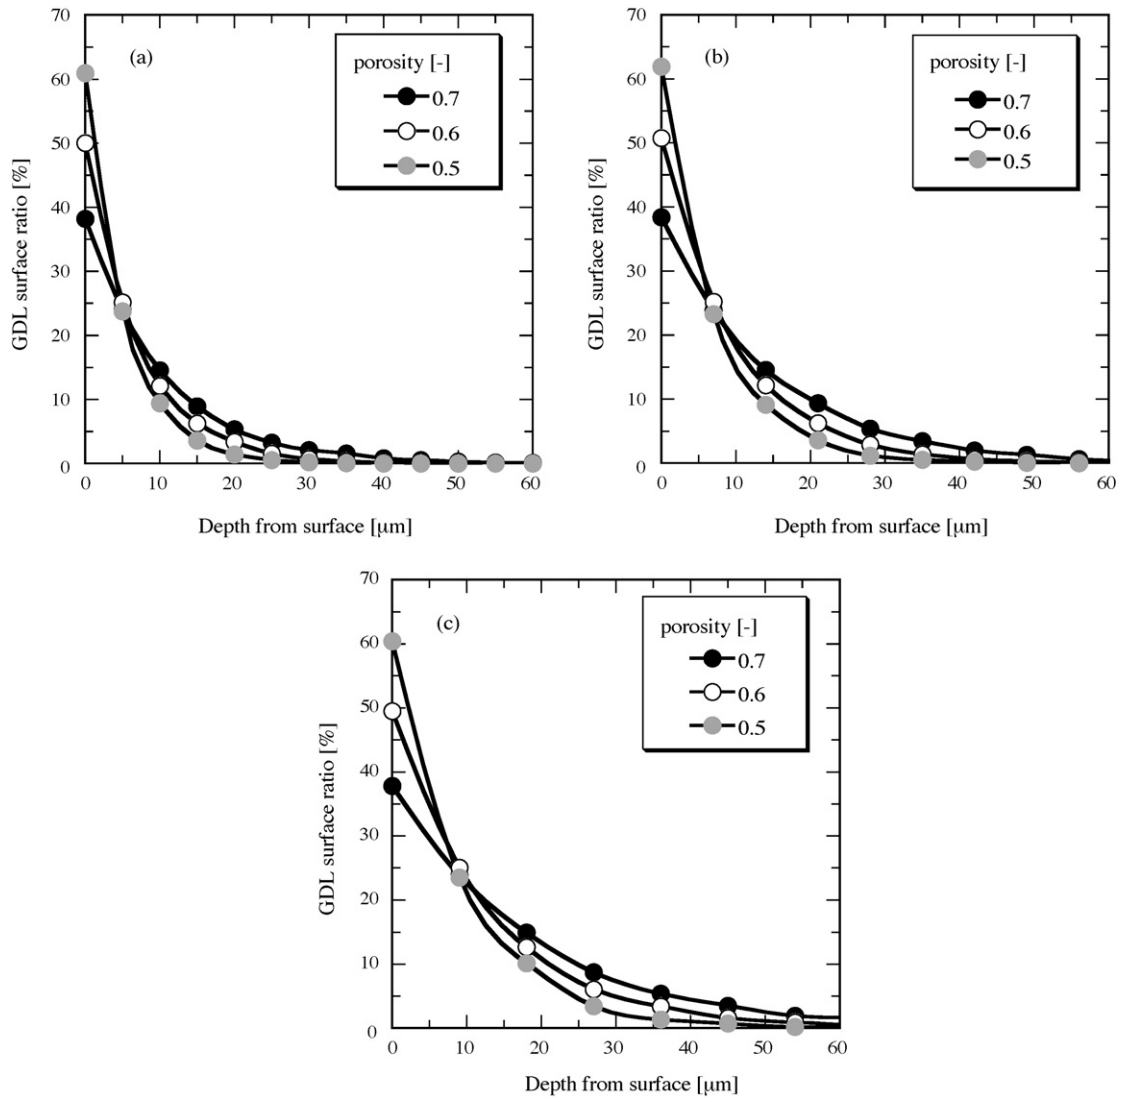 (a)
porosity [-]
0.7
0.6
0.5
GDL surface ratio [%]
70
60
50
40
30
20
10
0
0 10 20 30 40 50 60
Depth from surface [μm]
(b)
porosity [-]
0.7
0.6
0.5
GDL surface ratio [%]
70
60
50
40
30
20
10
0
0 10 20 30 40 50 60
Depth from surface [μm]
(c)
porosity [-]
0.7
0.6
0.5
GDL surface ratio [%]
70
60
50
40
30
20
10
0
0 10 20 30 40 50 60
Depth from surface [μm]